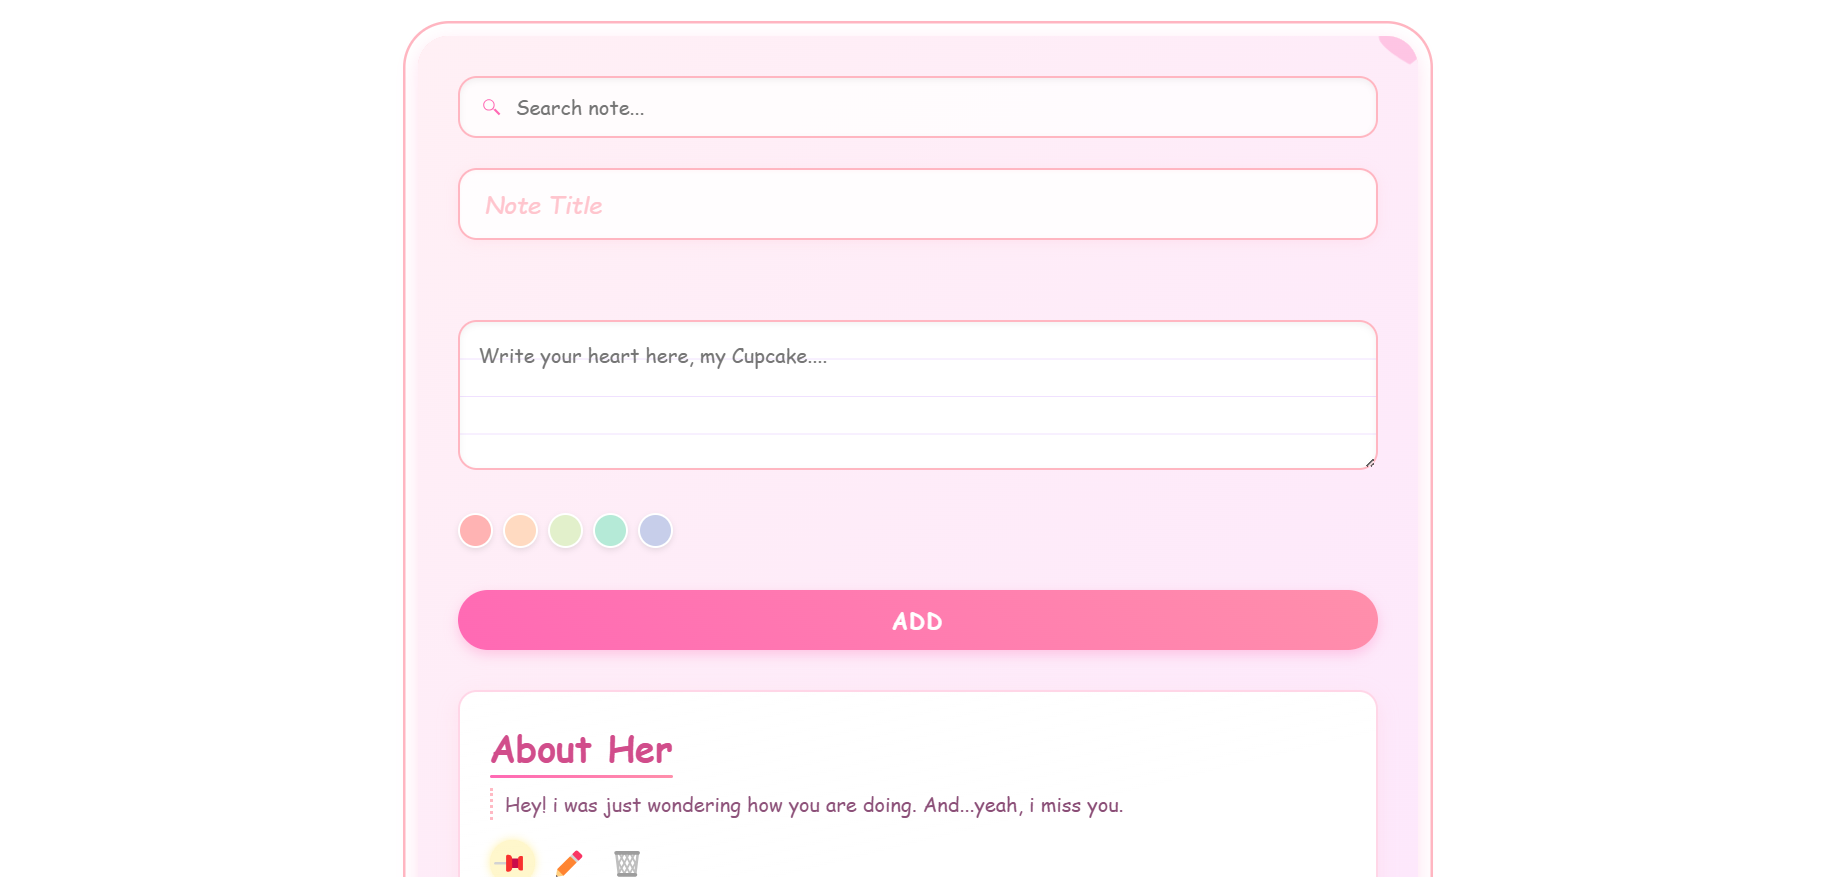 Search note...
Note Title
Write your heart here, my Cupcake....
ADD
About Her
Hey! i was just wondering how you are doing. And...yeah, i miss you.